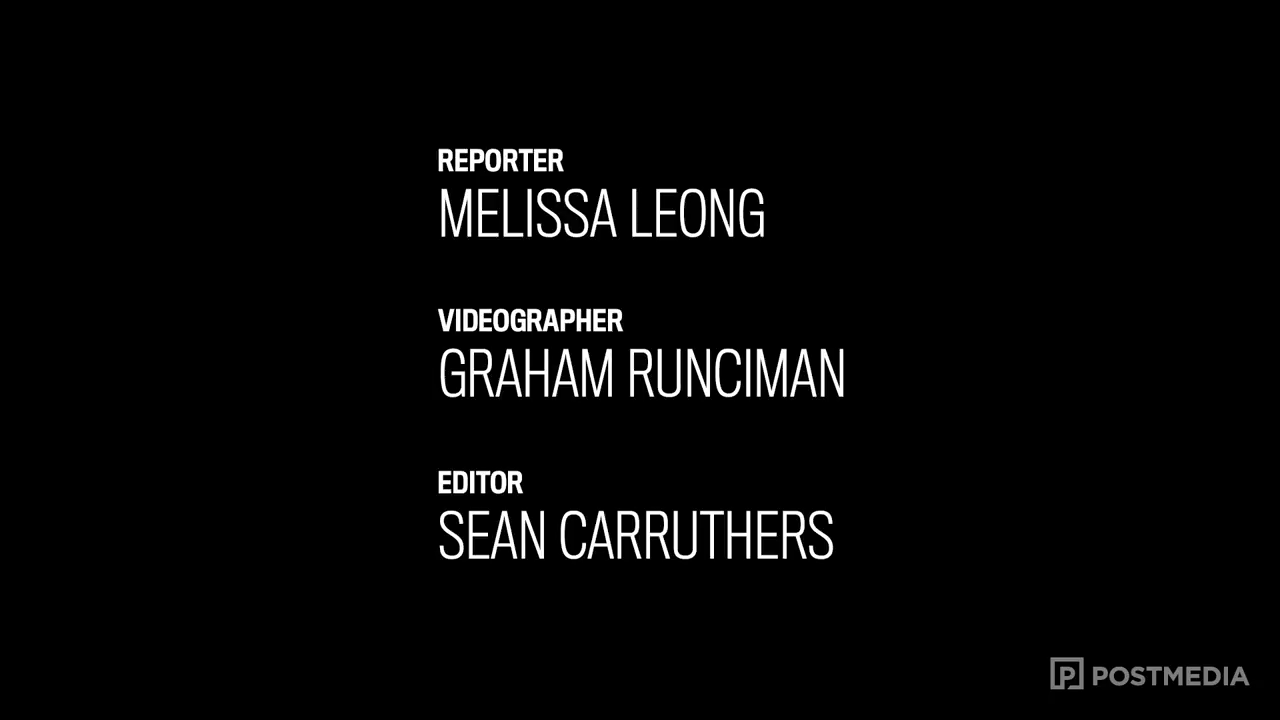 REPORTER
MELISSA LEONG
VIDEOGRAPHER
GRAHAM RUNCIMAN
EDITOR
SEAN CARRUTHERS
POSTMEDIA